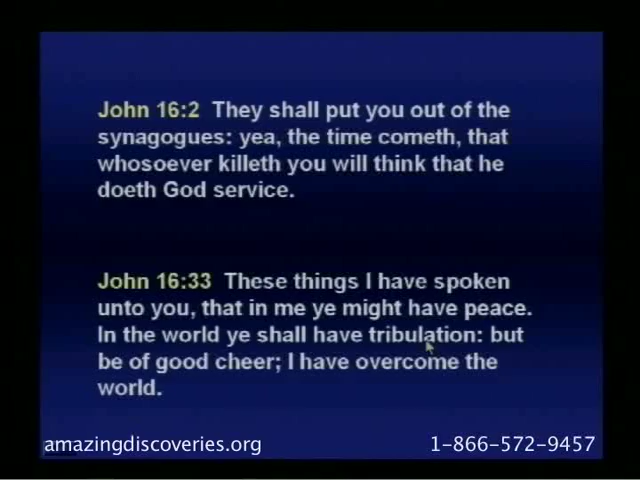 John 16:2 They shall put you out of the
synagogues: yea, the time cometh, that
whosoever killeth you will think that he
doeth God service.
John 16:33 These things I have spoken
unto you, that in me ye might have peace.
In the world ye shall have tribulation: but
be of good cheer; I have overcome the
world.
amazingdiscoveries.org 1-866-572-9457